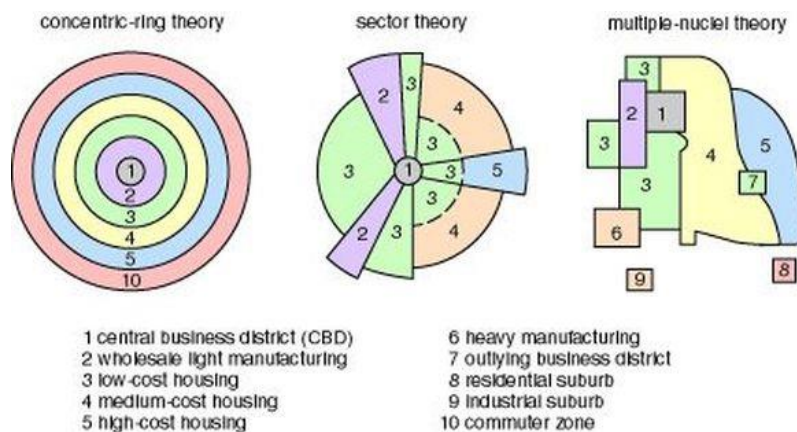 concentric-ring theory
sector theory
multiple-nuclei theory
1
2
3
4
5
10
2
3
4
3
3
1
3
5
3
2
3
4
3
2
1
3
3
4
5
7
6
9
8
1 central business district (CBD)
2 wholesale light manufacturing
3 low-cost housing
4 medium-cost housing
5 high-cost housing
6 heavy manufacturing
7 outlying business district
8 residential suburb
9 industrial suburb
10 commuter zone